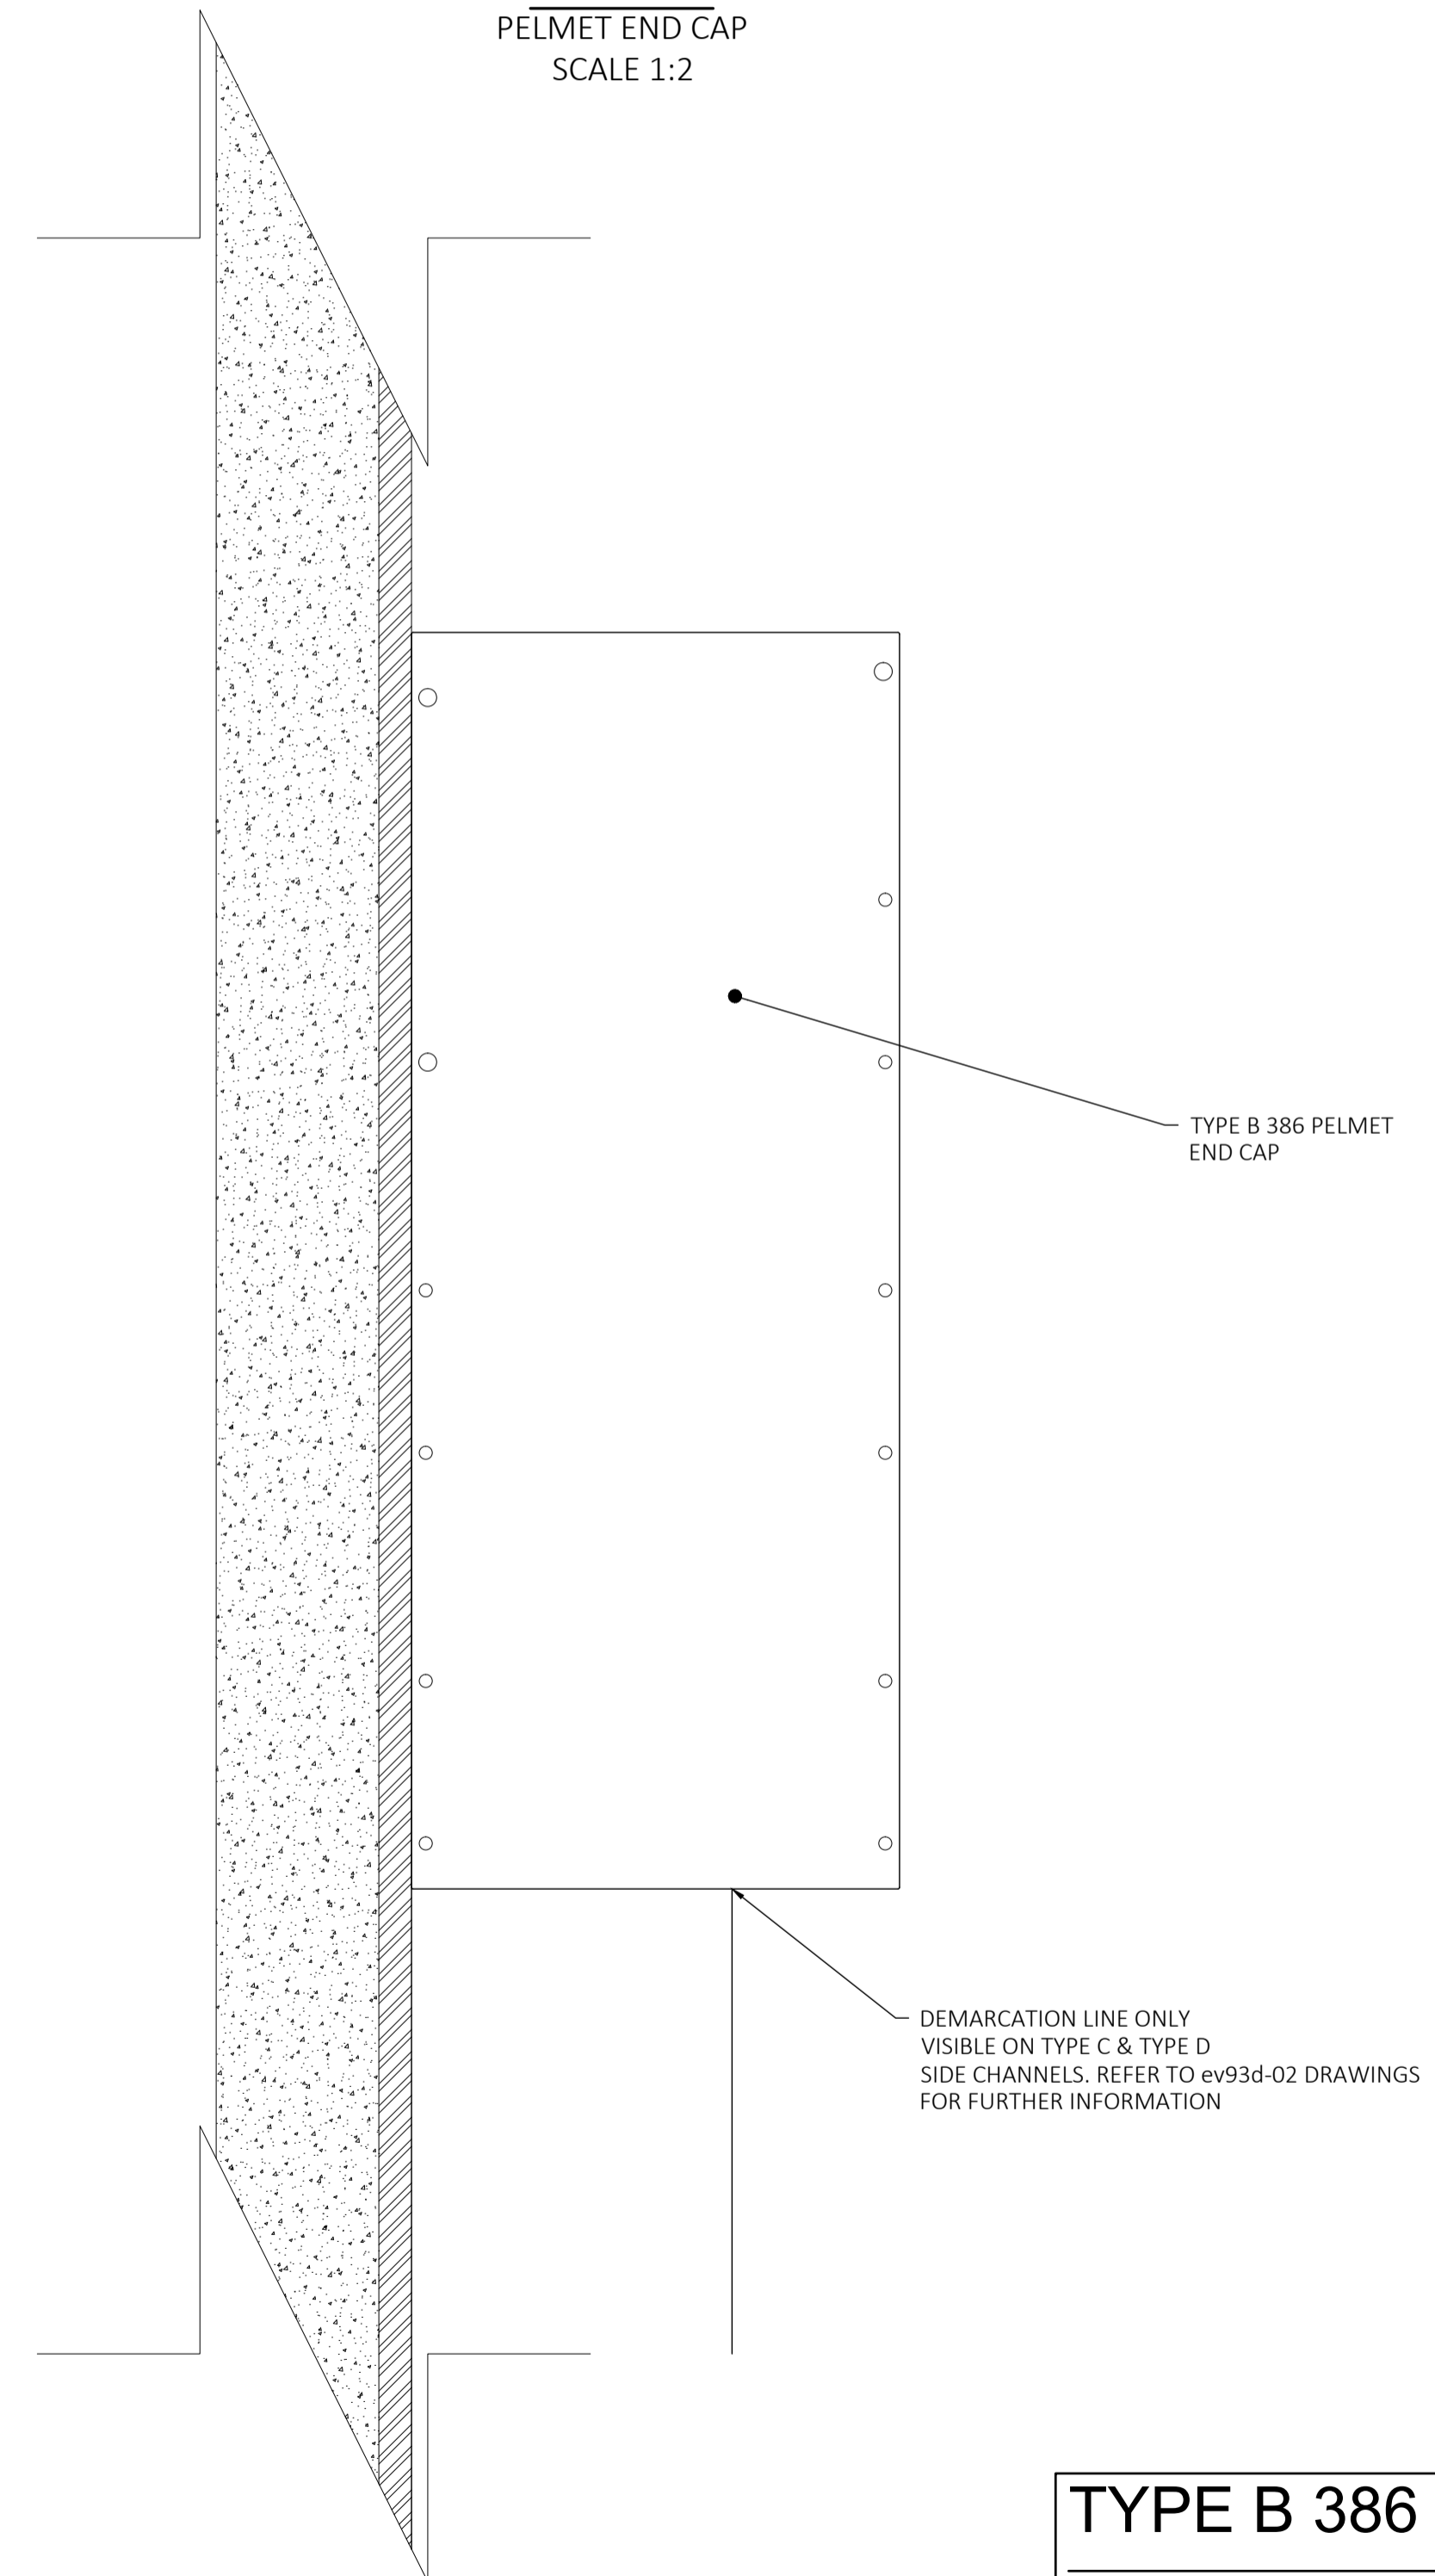 PELMET END CAP
SCALE 1:2
TYPE B 386 PELMET
END CAP
DEMARCATION LINE ONLY
VISIBLE ON TYPE C & TYPE D
SIDE CHANNELS. REFER TO ev93d-02 DRAWINGS
FOR FURTHER INFORMATION
TYPE B 386